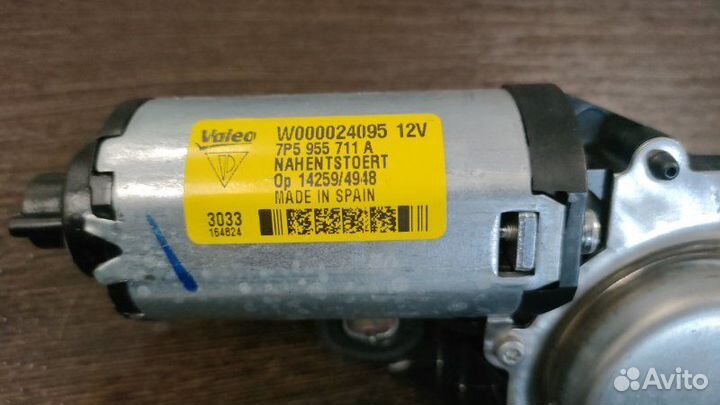 Valeo W000024095 12V
7P5 955 711 A
NAHENTSTOERT
Op 14259/4948
MADE IN SPAIN
3033
164824
Avito